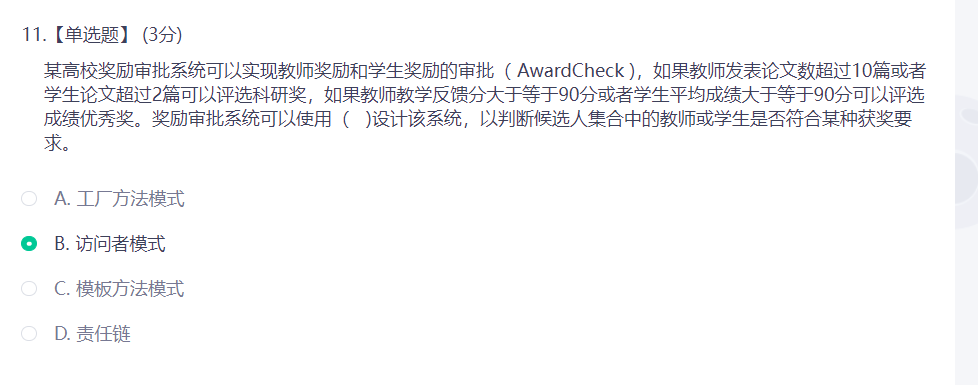 11.【单选题】 (3分)
某高校奖励审批系统可以实现教师奖励和学生奖励的审批（ AwardCheck )，如果教师发表论文数超过10篇或者
学生论文超过2篇可以评选科研奖，如果教师教学反馈分大于等于90分或者学生平均成绩大于等于90分可以评选
成绩优秀奖。奖励审批系统可以使用（ )设计该系统，以判断候选人集合中的教师或学生是否符合某种获奖要
求。
A. 工厂方法模式
B. 访问者模式
C. 模板方法模式
D. 责任链